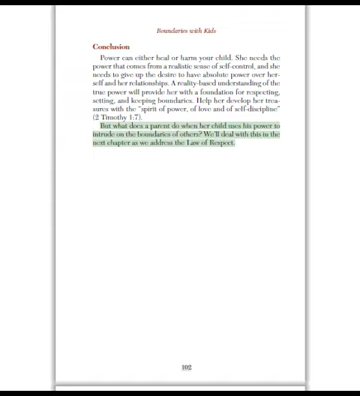 Boundaries with Kids
Conclusion
Power can either heal or harm your child. She needs the
power that comes from a realistic sense of self-control, and she
needs to give up the desire to have absolute power over her-
self and her relationships. A reality-based understanding of the
true power will provide her with a foundation for respecting,
setting, and keeping boundaries. Help her develop her trea-
sures with the "spirit of power, of love and of self-discipline"
(2 Timothy 1:7).
But what does a parent do when her child uses his power to
intrude on the boundaries of others? We'll deal with this in the
next chapter as we address the Law of Respect.
102